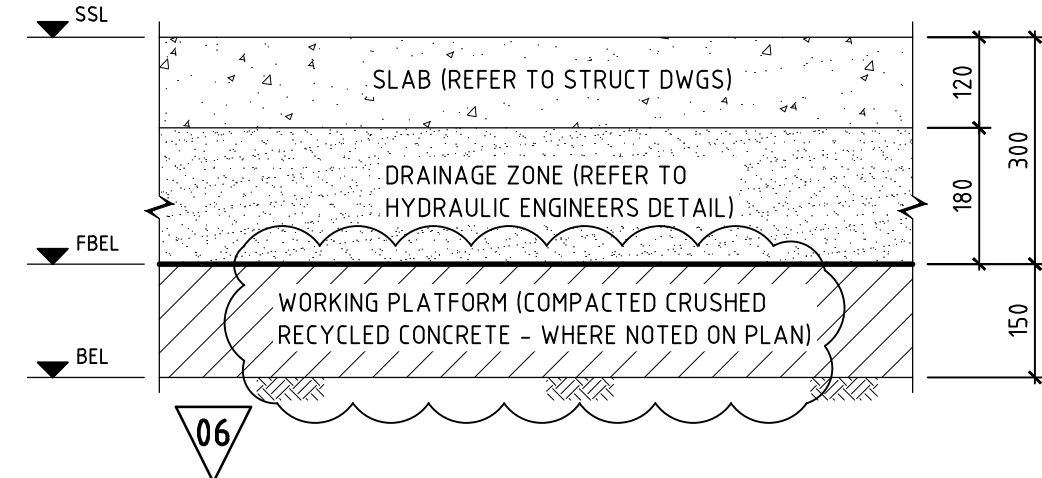 SSL
SLAB (REFER TO STRUCT DWGS)
120
300
DRAINAGE ZONE (REFER TO
HYDRAULIC ENGINEERS DETAIL)
180
FBEL
WORKING PLATFORM (COMPACTED CRUSHED
RECYCLED CONCRETE - WHERE NOTED ON PLAN)
150
BEL
06